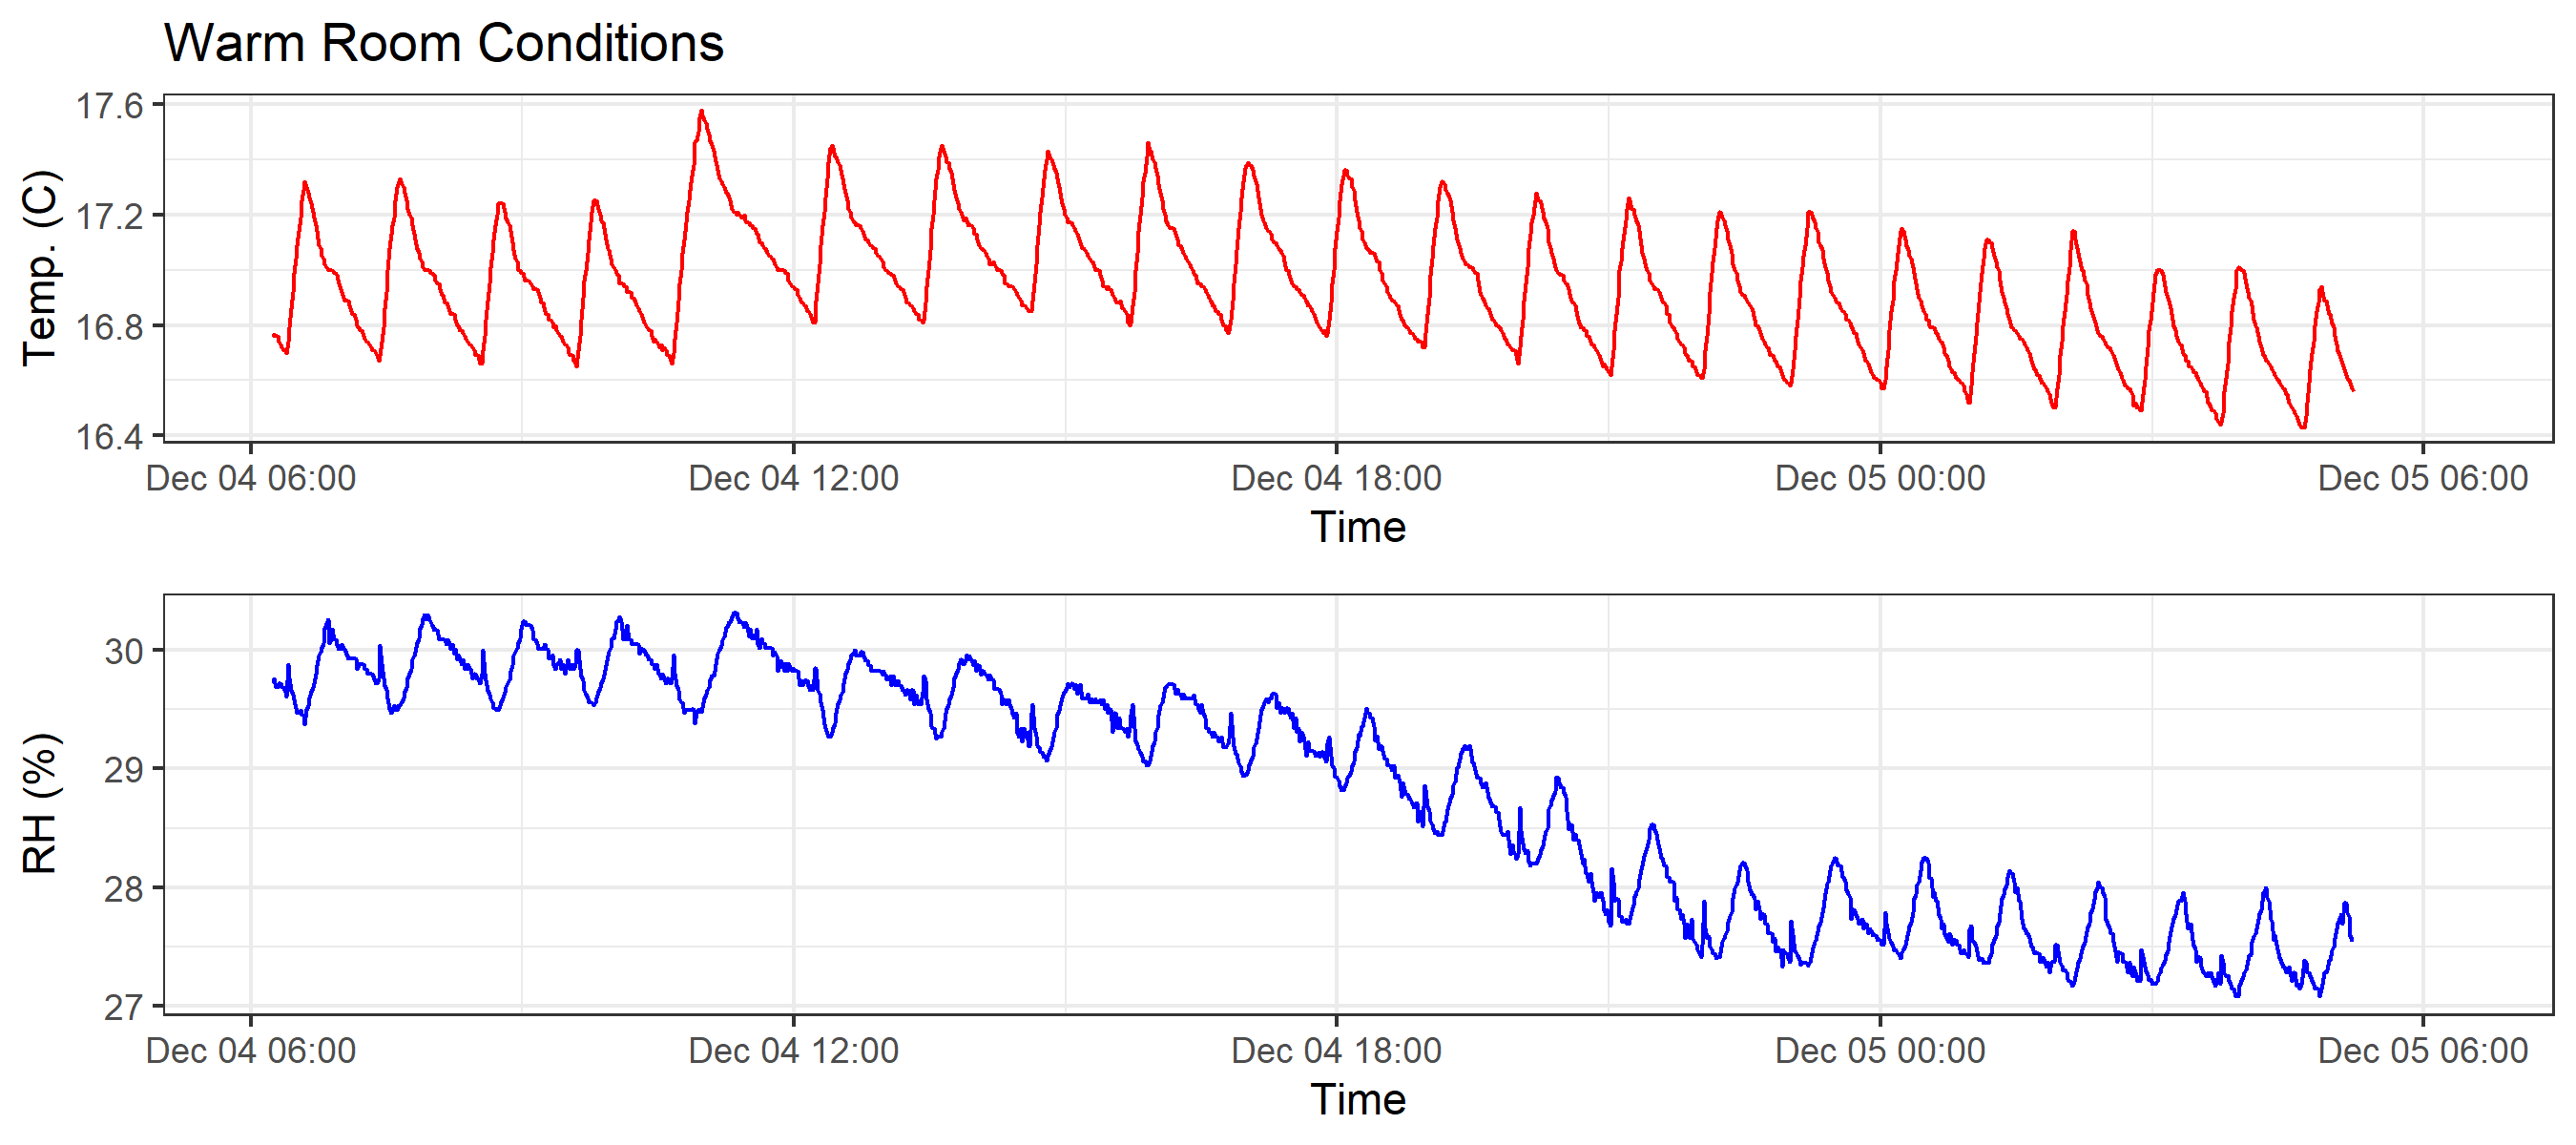 Warm Room Conditions
Temp. (C)
17.6
17.2
16.8
16.4
Dec 04 06:00 Dec 04 12:00 Dec 04 18:00 Dec 05 00:00 Dec 05 06:00
Time
RH (%)
30
29
28
27
Dec 04 06:00 Dec 04 12:00 Dec 04 18:00 Dec 05 00:00 Dec 05 06:00
Time